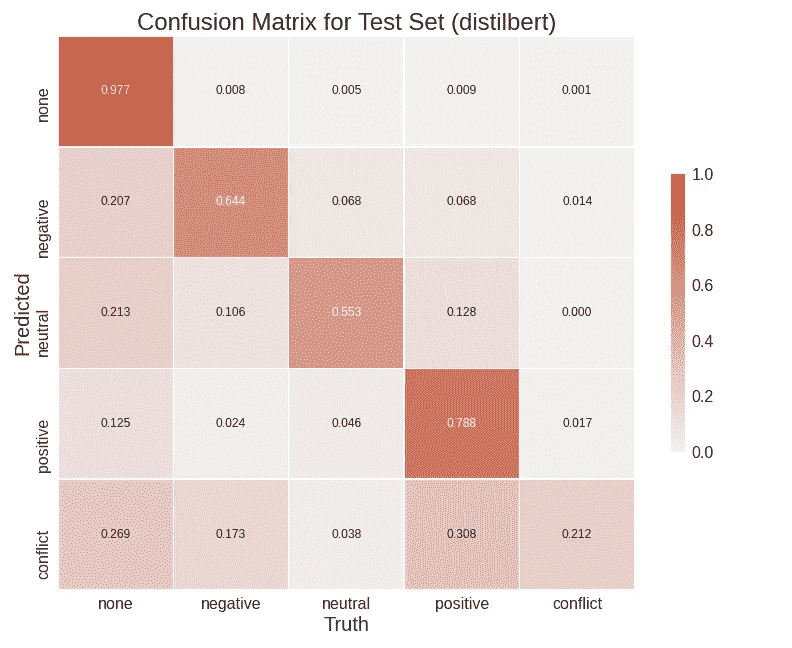 Confusion Matrix for Test Set (distilbert)
none 0.977 0.008 0.005 0.009 0.001
negative 0.207 0.644 0.068 0.068 0.014
neutral 0.213 0.106 0.553 0.128 0.000
positive 0.125 0.024 0.046 0.788 0.017
conflict 0.269 0.173 0.038 0.308 0.212
Predicted
none negative neutral positive conflict
Truth
1.0
0.8
0.6
0.4
0.2
0.0